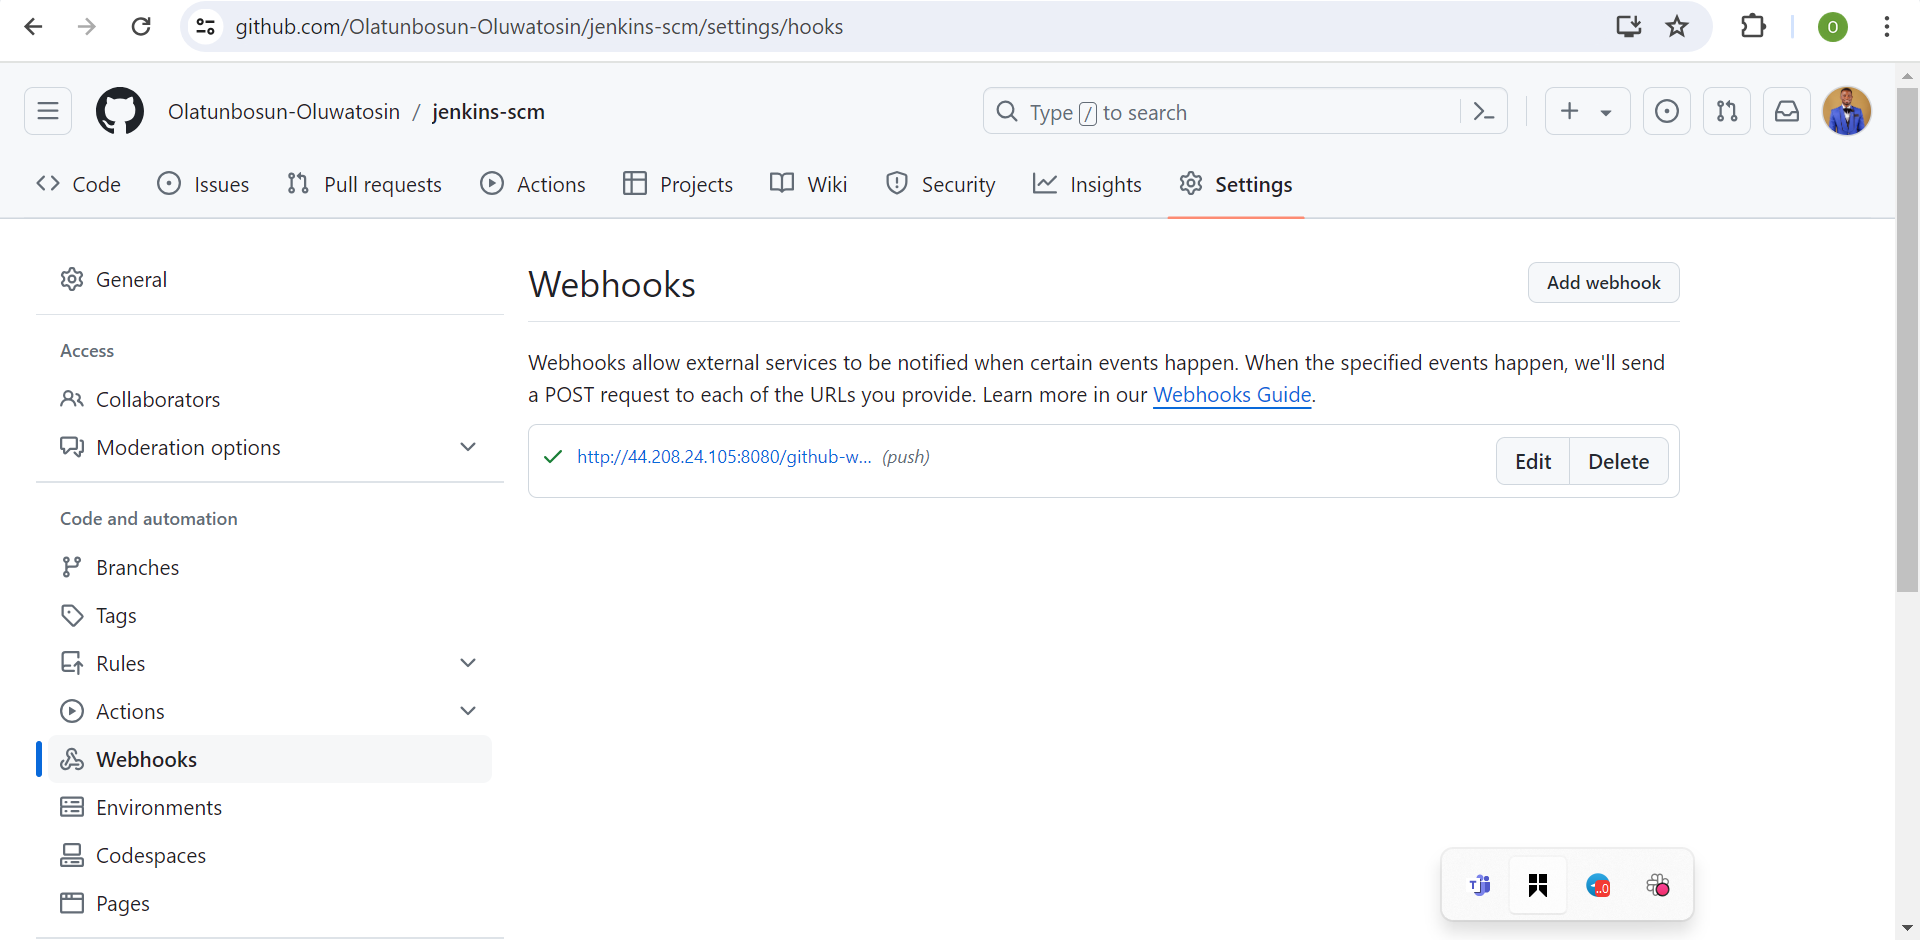 github.com/Olatunbosun-Oluwatosin/jenkins-scm/settings/hooks
O
Olatunbosun-Oluwatosin / jenkins-scm
Type / to search
Code
Issues
Pull requests
Actions
Projects
Wiki
Security
Insights
Settings
General
Access
Collaborators
Moderation options
Code and automation
Branches
Tags
Rules
Actions
Webhooks
Environments
Codespaces
Pages
Webhooks
Add webhook
Webhooks allow external services to be notified when certain events happen. When the specified events happen, we'll send
a POST request to each of the URLs you provide. Learn more in our Webhooks Guide.
http://44.208.24.105:8080/github-w... (push)
Edit
Delete
T
..0